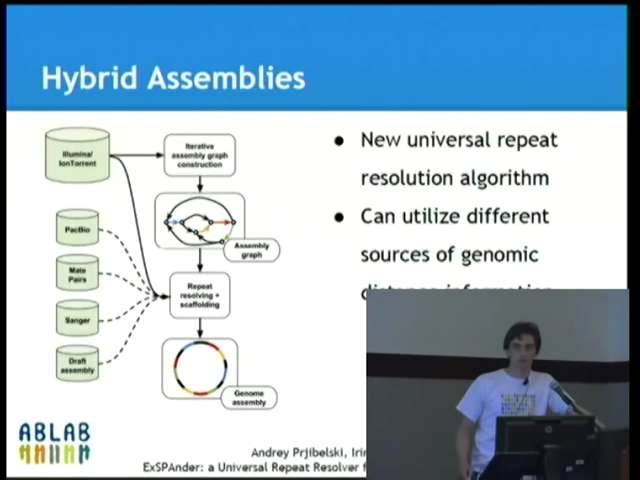 Hybrid Assemblies
Illumina/
IonTorrent
Iterative
assembly graph
construction
PacBio
Mate
Pairs
Sanger
Draft
assembly
Assembly
graph
Repeat
resolving +
scaffolding
Genome
assembly
● New universal repeat
resolution algorithm
● Can utilize different
sources of genomic
ABLAB
Andrey Prjibelski,
ExSPAnder: a Universal Repeat Resolver